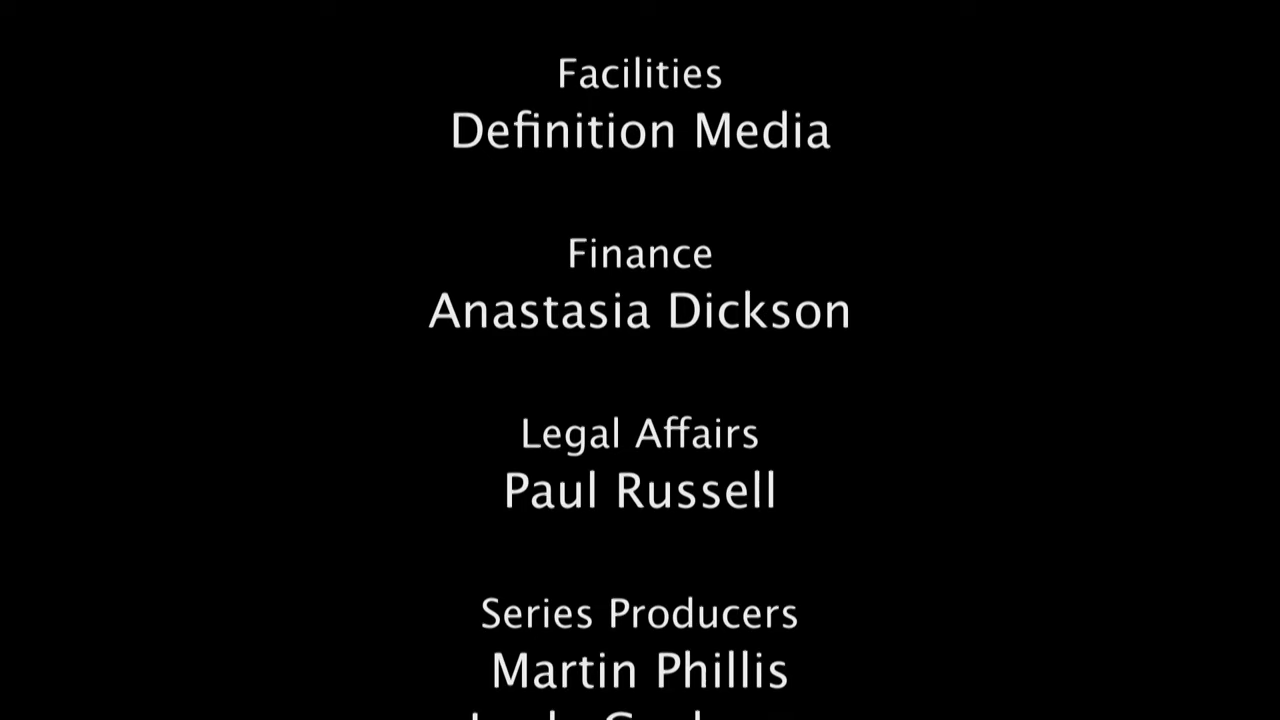 Facilities
Definition Media
Finance
Anastasia Dickson
Legal Affairs
Paul Russell
Series Producers
Martin Phillis